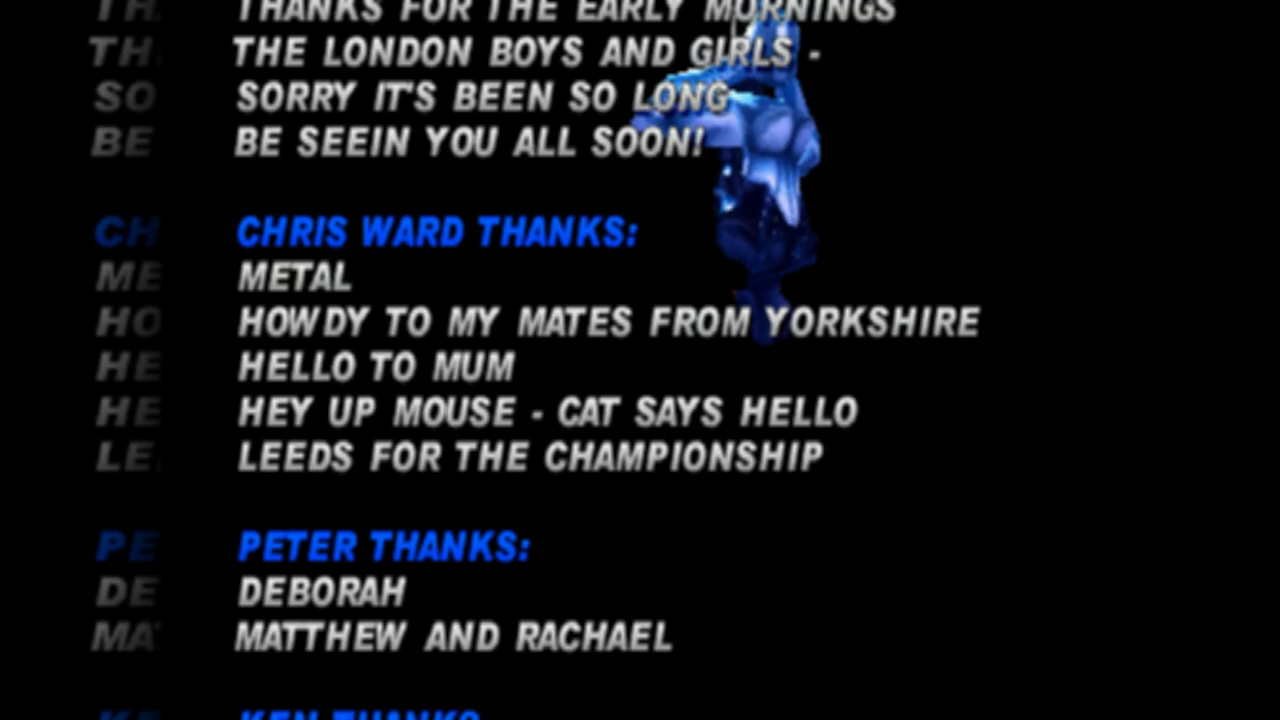 THANKS FOR THE EARLY MORNINGS
THE LONDON BOYS AND GIRLS -
SORRY IT'S BEEN SO LONG
BE SEEIN YOU ALL SOON!
CHRIS WARD THANKS:
METAL
HOWDY TO MY MATES FROM YORKSHIRE
HELLO TO MUM
HEY UP MOUSE - CAT SAYS HELLO
LEEDS FOR THE CHAMPIONSHIP
PETER THANKS:
DEBORAH
MATTHEW AND RACHAEL
KEN THANKS